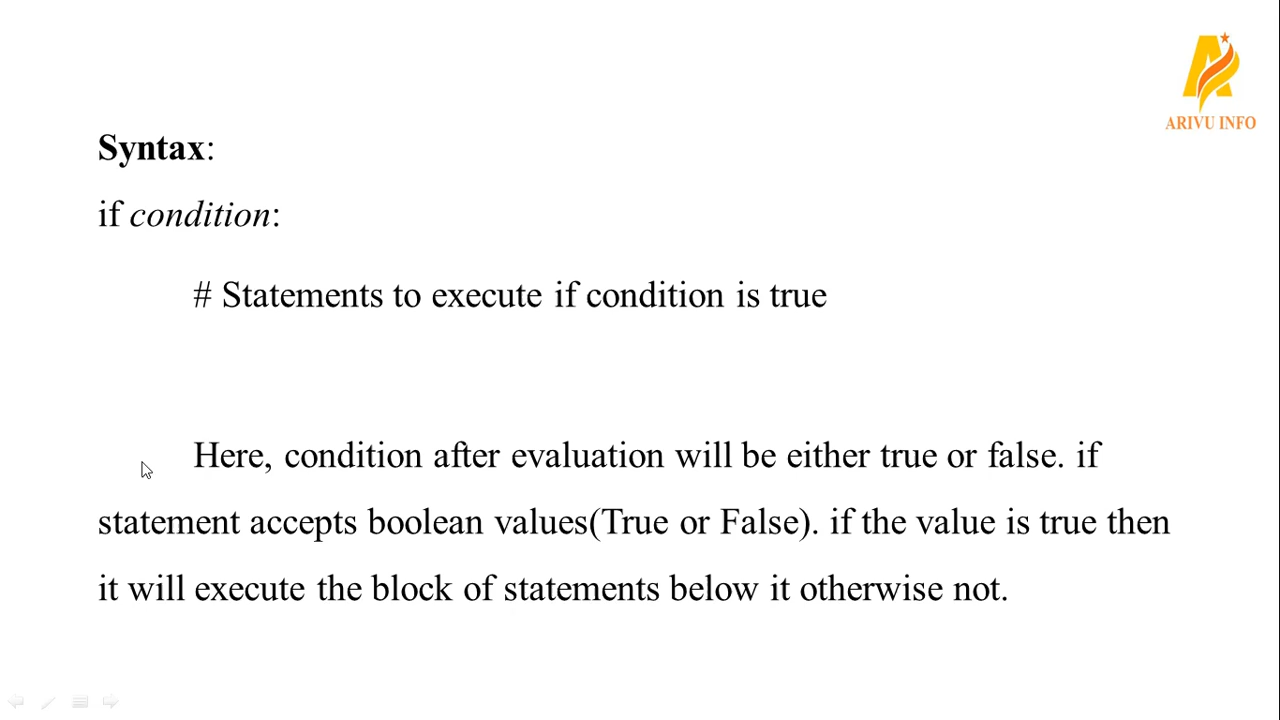 ARIVU INFO
Syntax:
if condition:
# Statements to execute if condition is true
Here, condition after evaluation will be either true or false. if
statement accepts boolean values(True or False). if the value is true then
it will execute the block of statements below it otherwise not.